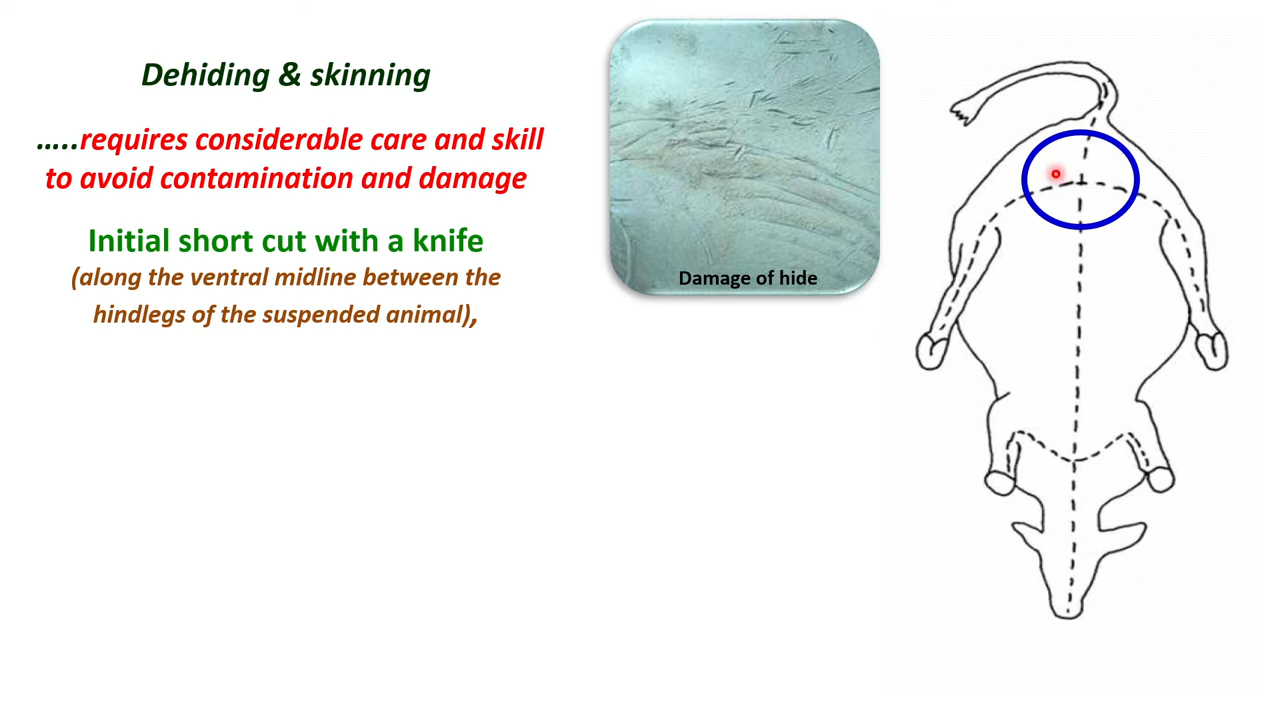 Dehiding & skinning
…..requires considerable care and skill
to avoid contamination and damage
Initial short cut with a knife
(along the ventral midline between the
hindlegs of the suspended animal),
Damage of hide